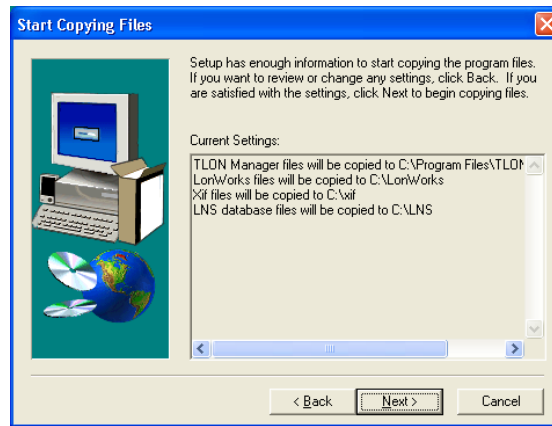 Start Copying Files
Setup has enough information to start copying the program files.
If you want to review or change any settings, click Back. If you
are satisfied with the settings, click Next to begin copying files.
Current Settings:
TLON Manager files will be copied to C:\Program Files\TLON
LonWorks files will be copied to C:\LonWorks
Xif files will be copied to C:\xif
LNS database files will be copied to C:\LNS
< Back
Next >
Cancel